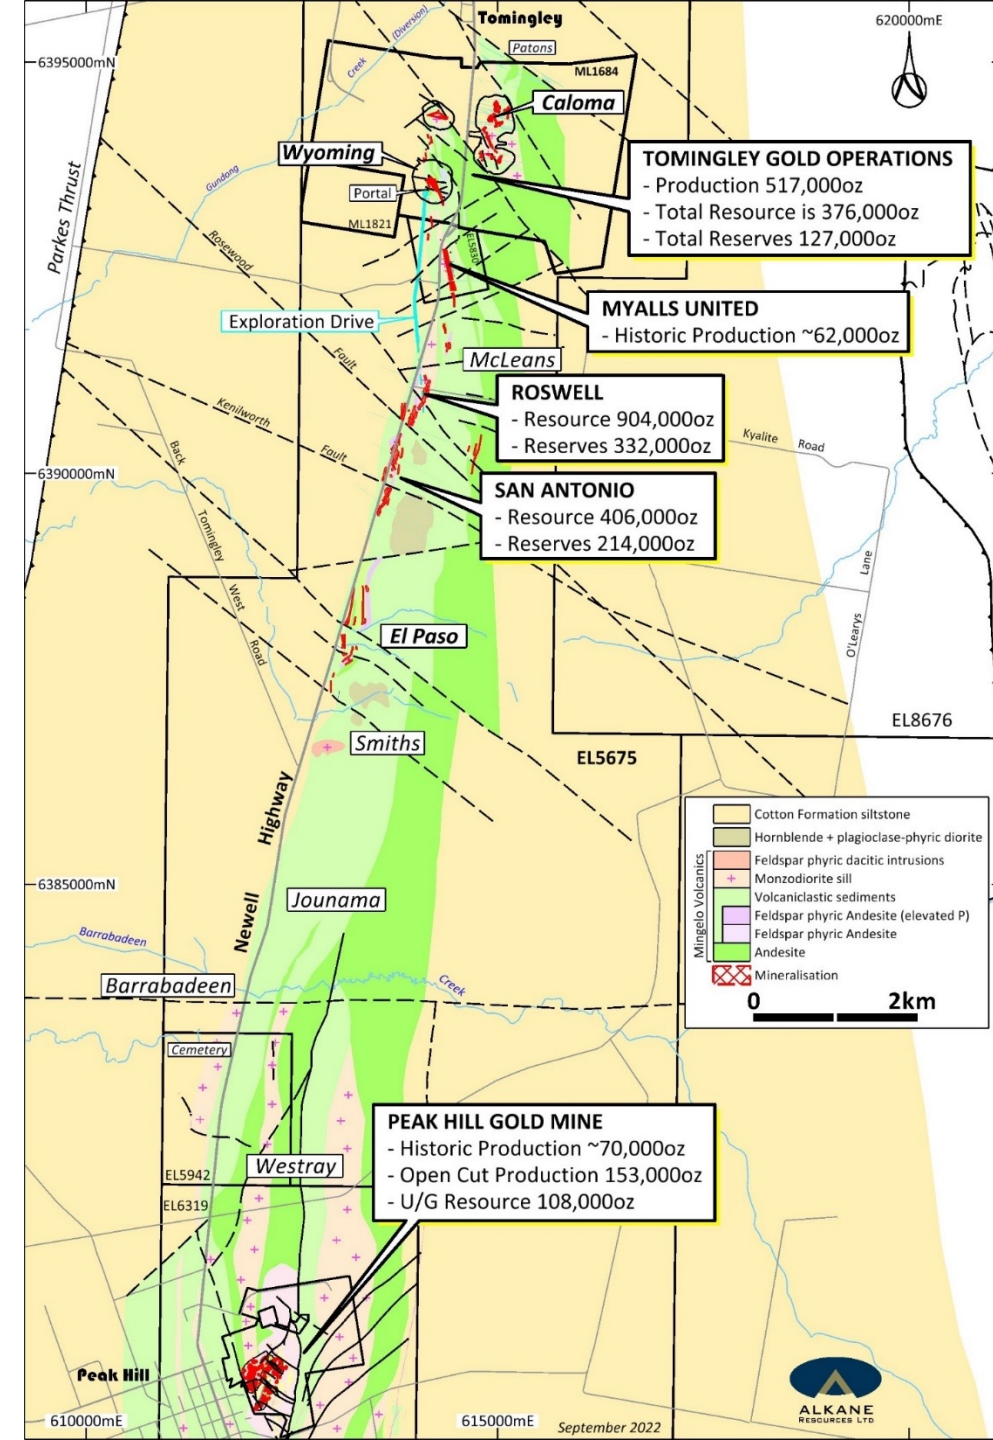 Tomingley
620000mE
Patons
6395000mN
Creek
(Diversion)
ML1684
Caloma
Wyoming
TOMINGLEY GOLD OPERATIONS
- Production 517,000oz
- Total Resource is 376,000oz
- Total Reserves 127,000oz
Portal
Gundong
ML1821
Parkes Thrust
Rosewood
EL5830
MYALLS UNITED
- Historic Production ~62,000oz
Exploration Drive
Fault
McLeans
ROSWELL
- Resource 904,000oz
- Reserves 332,000oz
Kenilworth
Fault
Kyalite Road
Back
6390000mN
SAN ANTONIO
- Resource 406,000oz
- Reserves 214,000oz
Tomingley
West
Road
Lane
O'Learys
El Paso
EL8676
Smiths
EL5675
Highway
Newell
Cotton Formation siltstone
Hornblende + plagioclase-phyric diorite
Mingelo Volcanics
Feldspar phyric dacitic intrusions
Monzodiorite sill
Volcaniclastic sediments
Feldspar phyric Andesite (elevated P)
Feldspar phyric Andesite
Andesite
Mineralisation
0 2km
6385000mN
Jounama
Barrabadeen
Creek
Barrabadeen
Cemetery
PEAK HILL GOLD MINE
- Historic Production ~70,000oz
- Open Cut Production 153,000oz
- U/G Resource 108,000oz
Westray
EL5942
EL6319
Peak Hill
610000mE
615000mE
September 2022
ALKANE
RESOURCES LTD